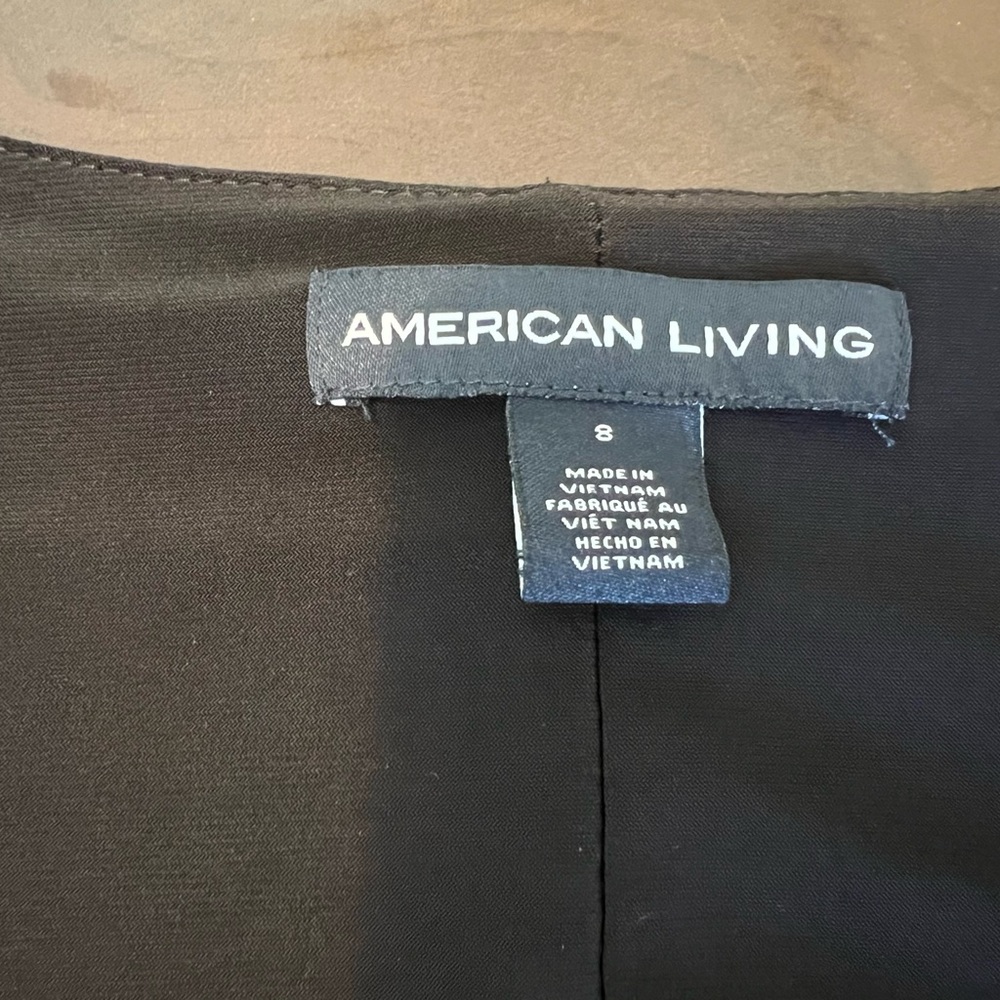 AMERICAN LIVING
8
MADE IN
VIETNAM
FABRIQUÉ AU
VIÊT NAM
HECHO EN
VIETNAM